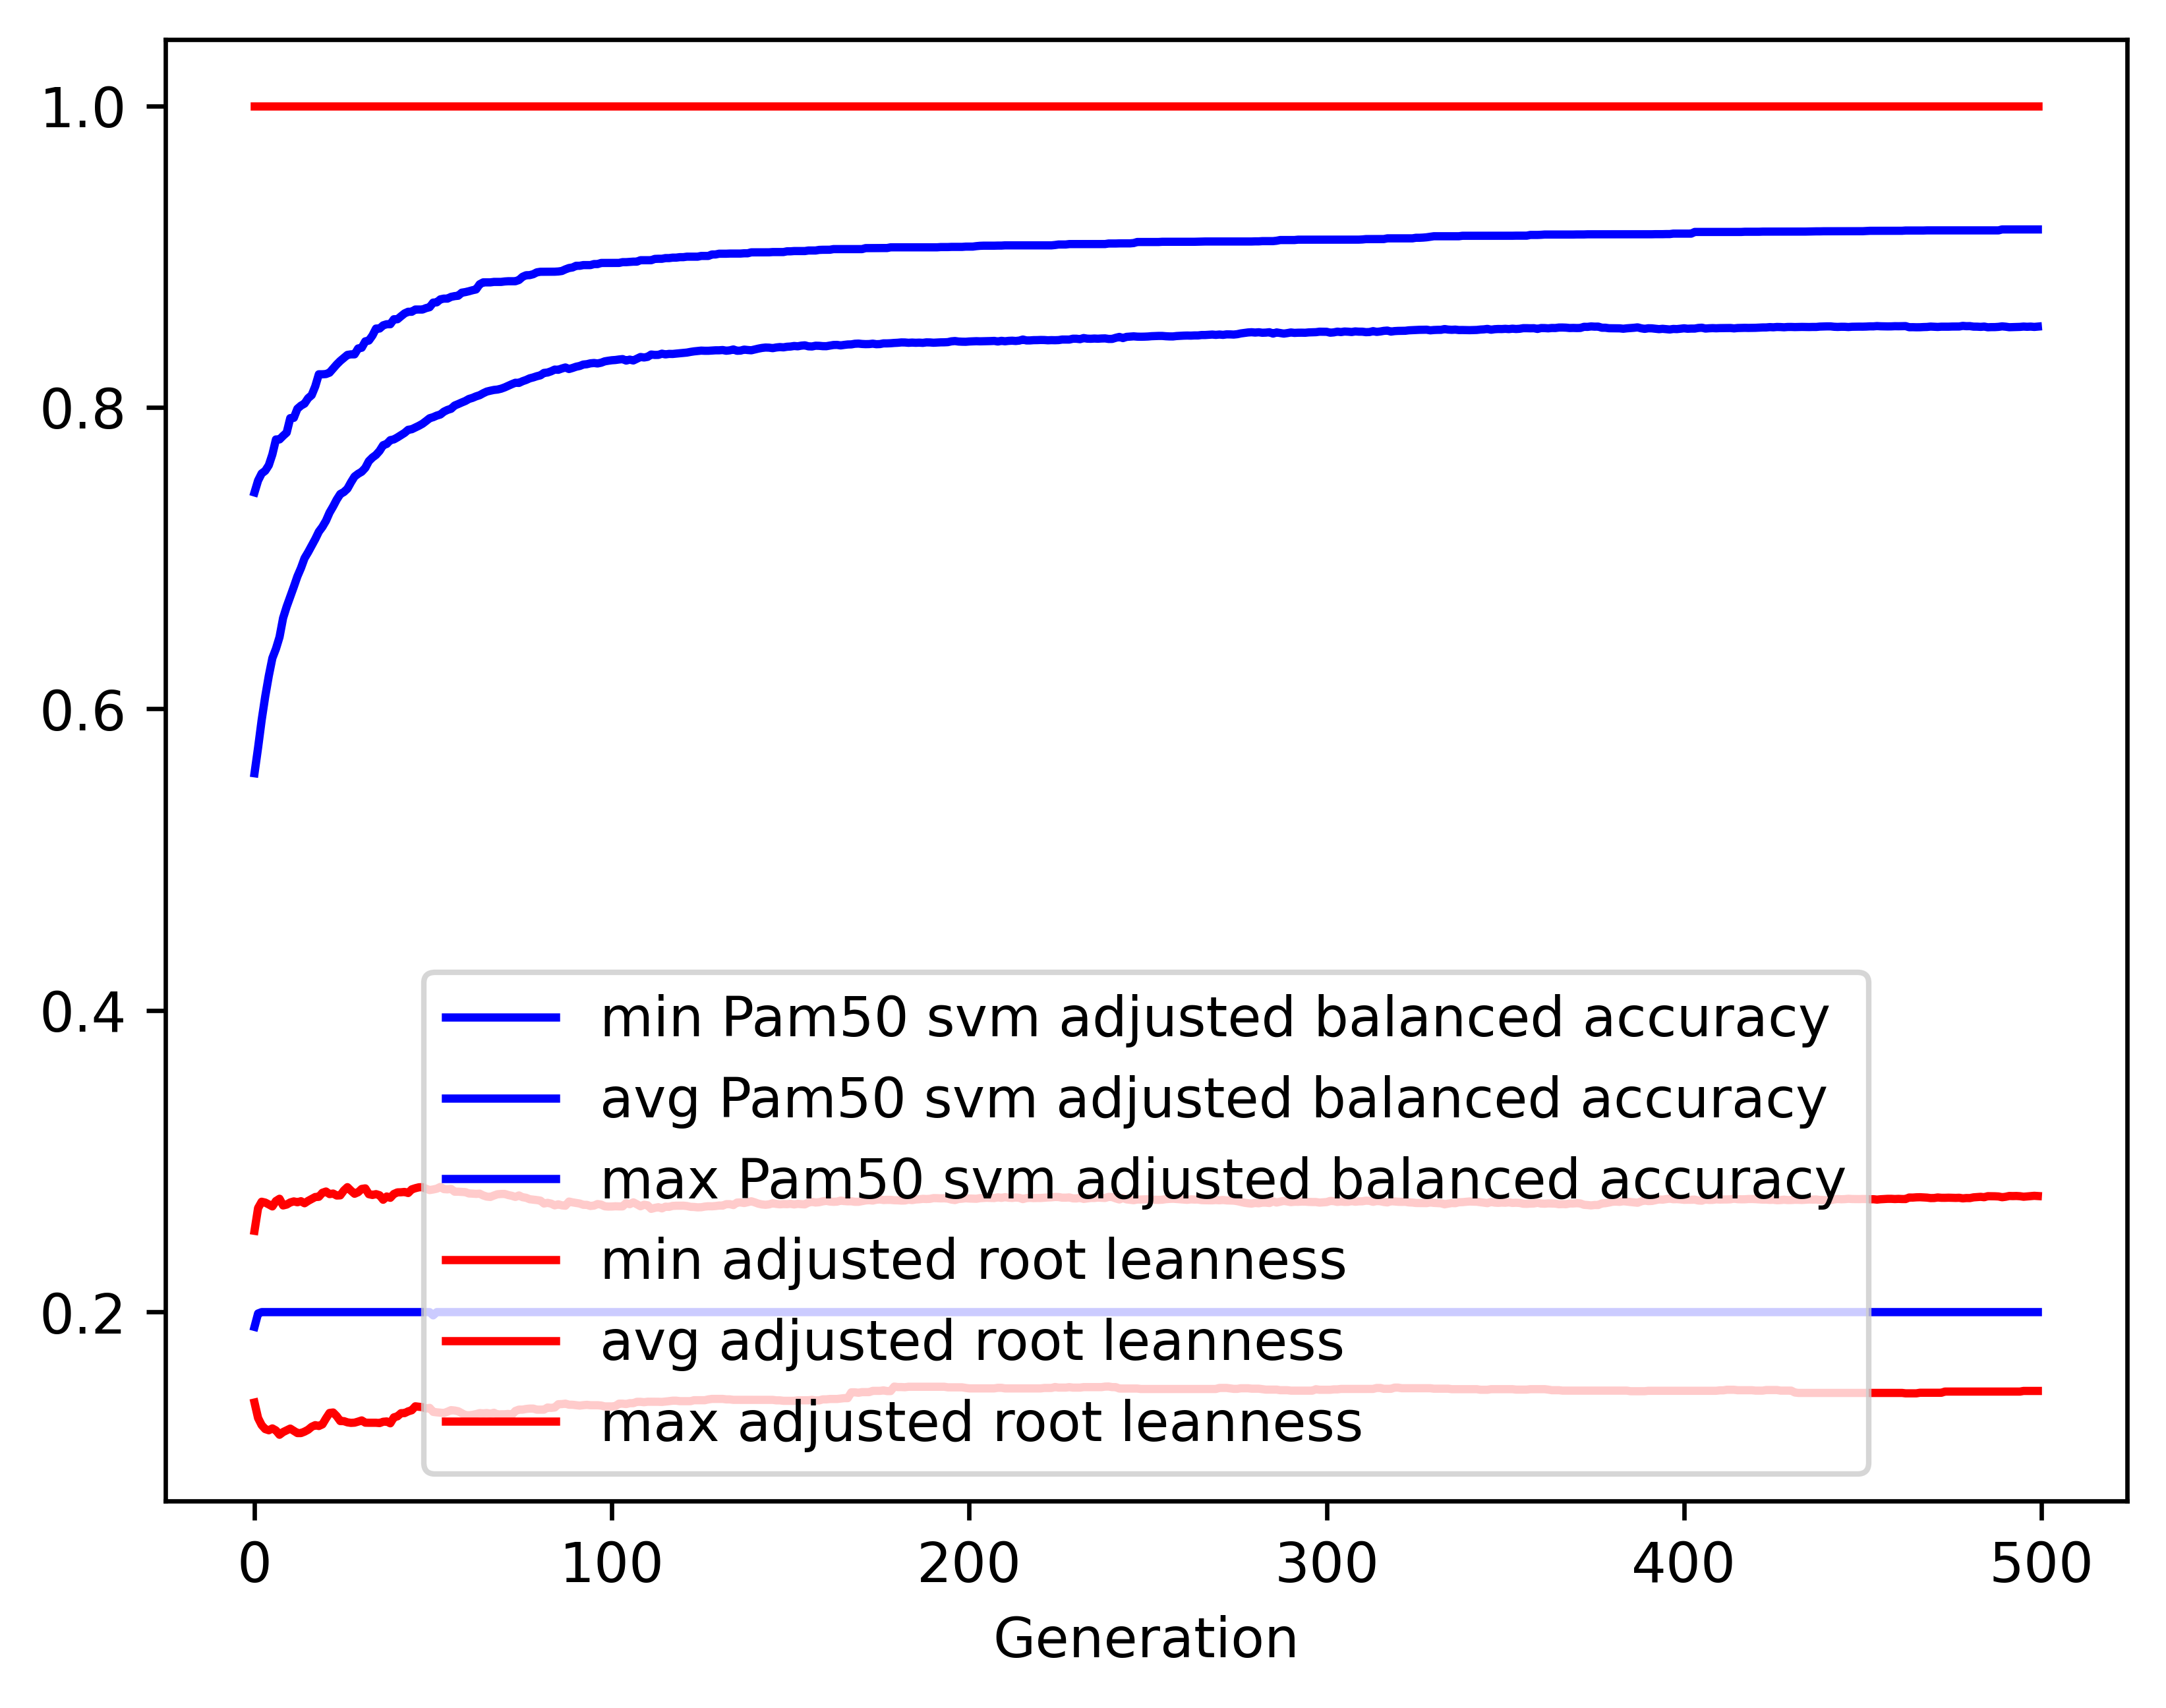 1.0
0.8
0.6
0.4
0.2
min Pam50 svm adjusted balanced accuracy
avg Pam50 svm adjusted balanced accuracy
max Pam50 svm adjusted balanced accuracy
min adjusted root leanness
avg adjusted root leanness
max adjusted root leanness
0 100 200 300 400 500
Generation